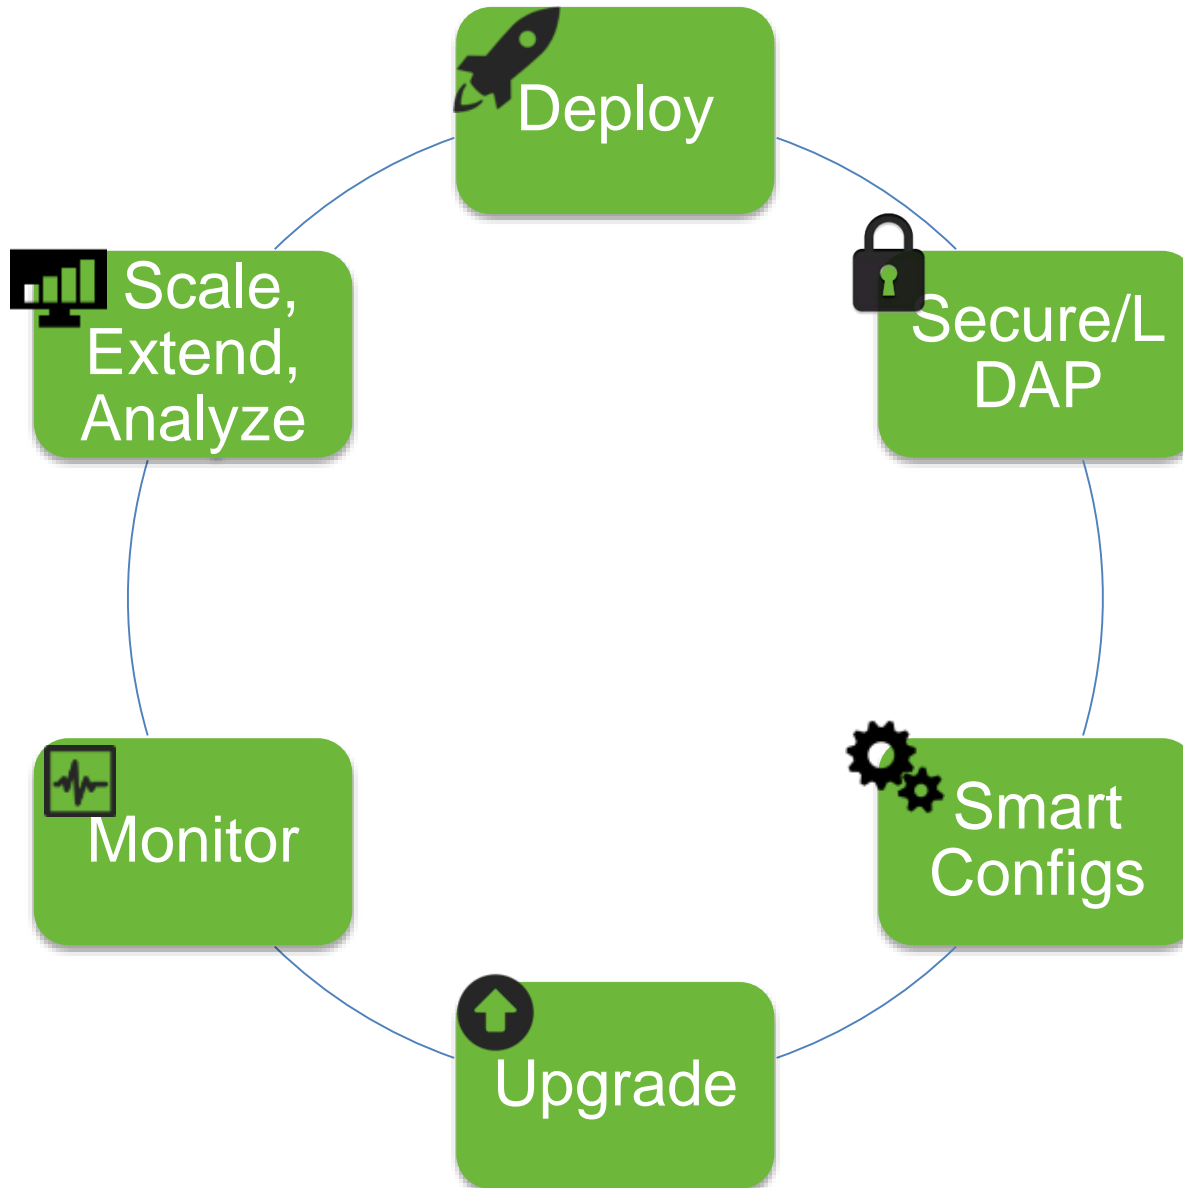 Deploy
Secure/L
DAP
Smart
Configs
Upgrade
Monitor
Scale,
Extend,
Analyze